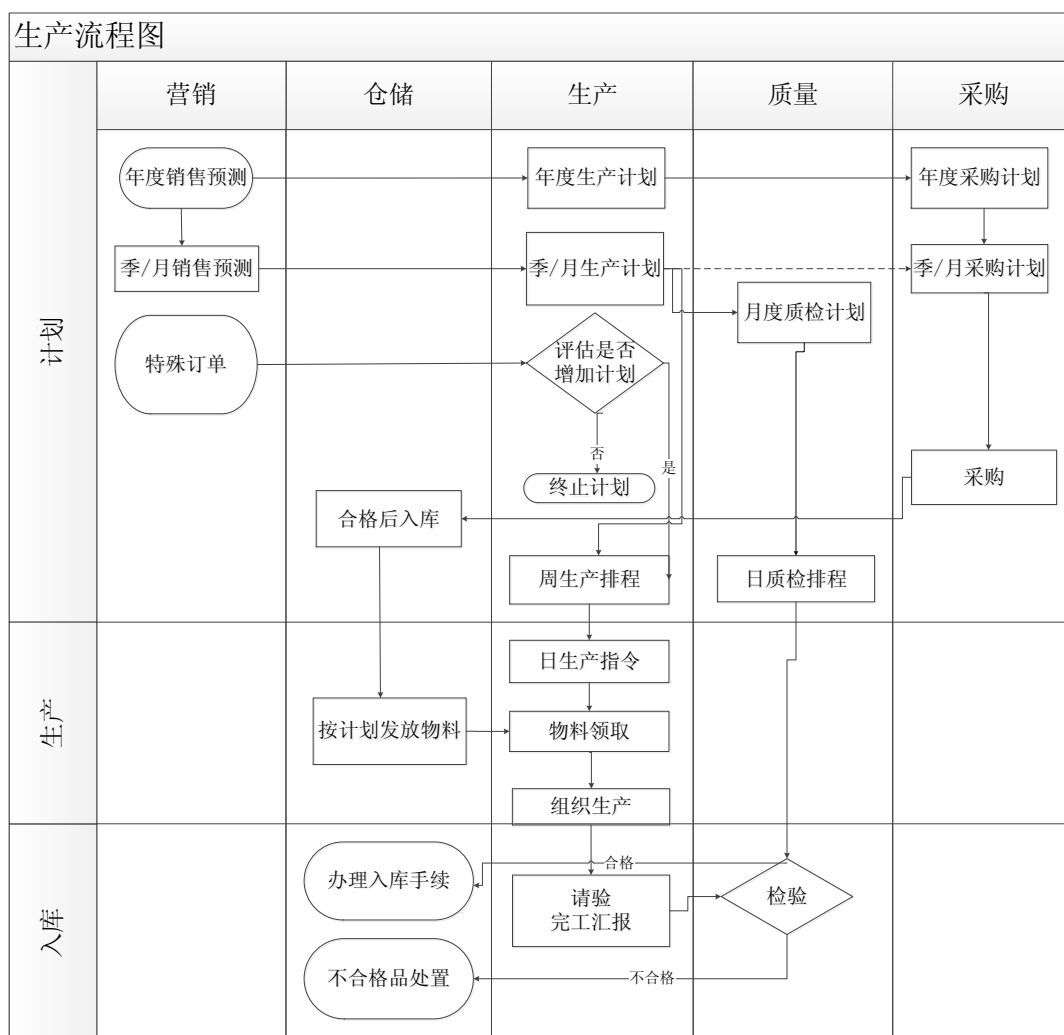 生产流程图
营销
仓储
生产
质量
采购
计划
年度销售预测
年度生产计划
年度采购计划
季/月销售预测
季/月生产计划
季/月采购计划
月度质检计划
特殊订单
评估是否
增加计划
否
是
终止计划
采购
合格后入库
周生产排程
日质检排程
生产
日生产指令
按计划发放物料
物料领取
组织生产
入库
合格
办理入库手续
请验
完工汇报
检验
不合格品处置
不合格